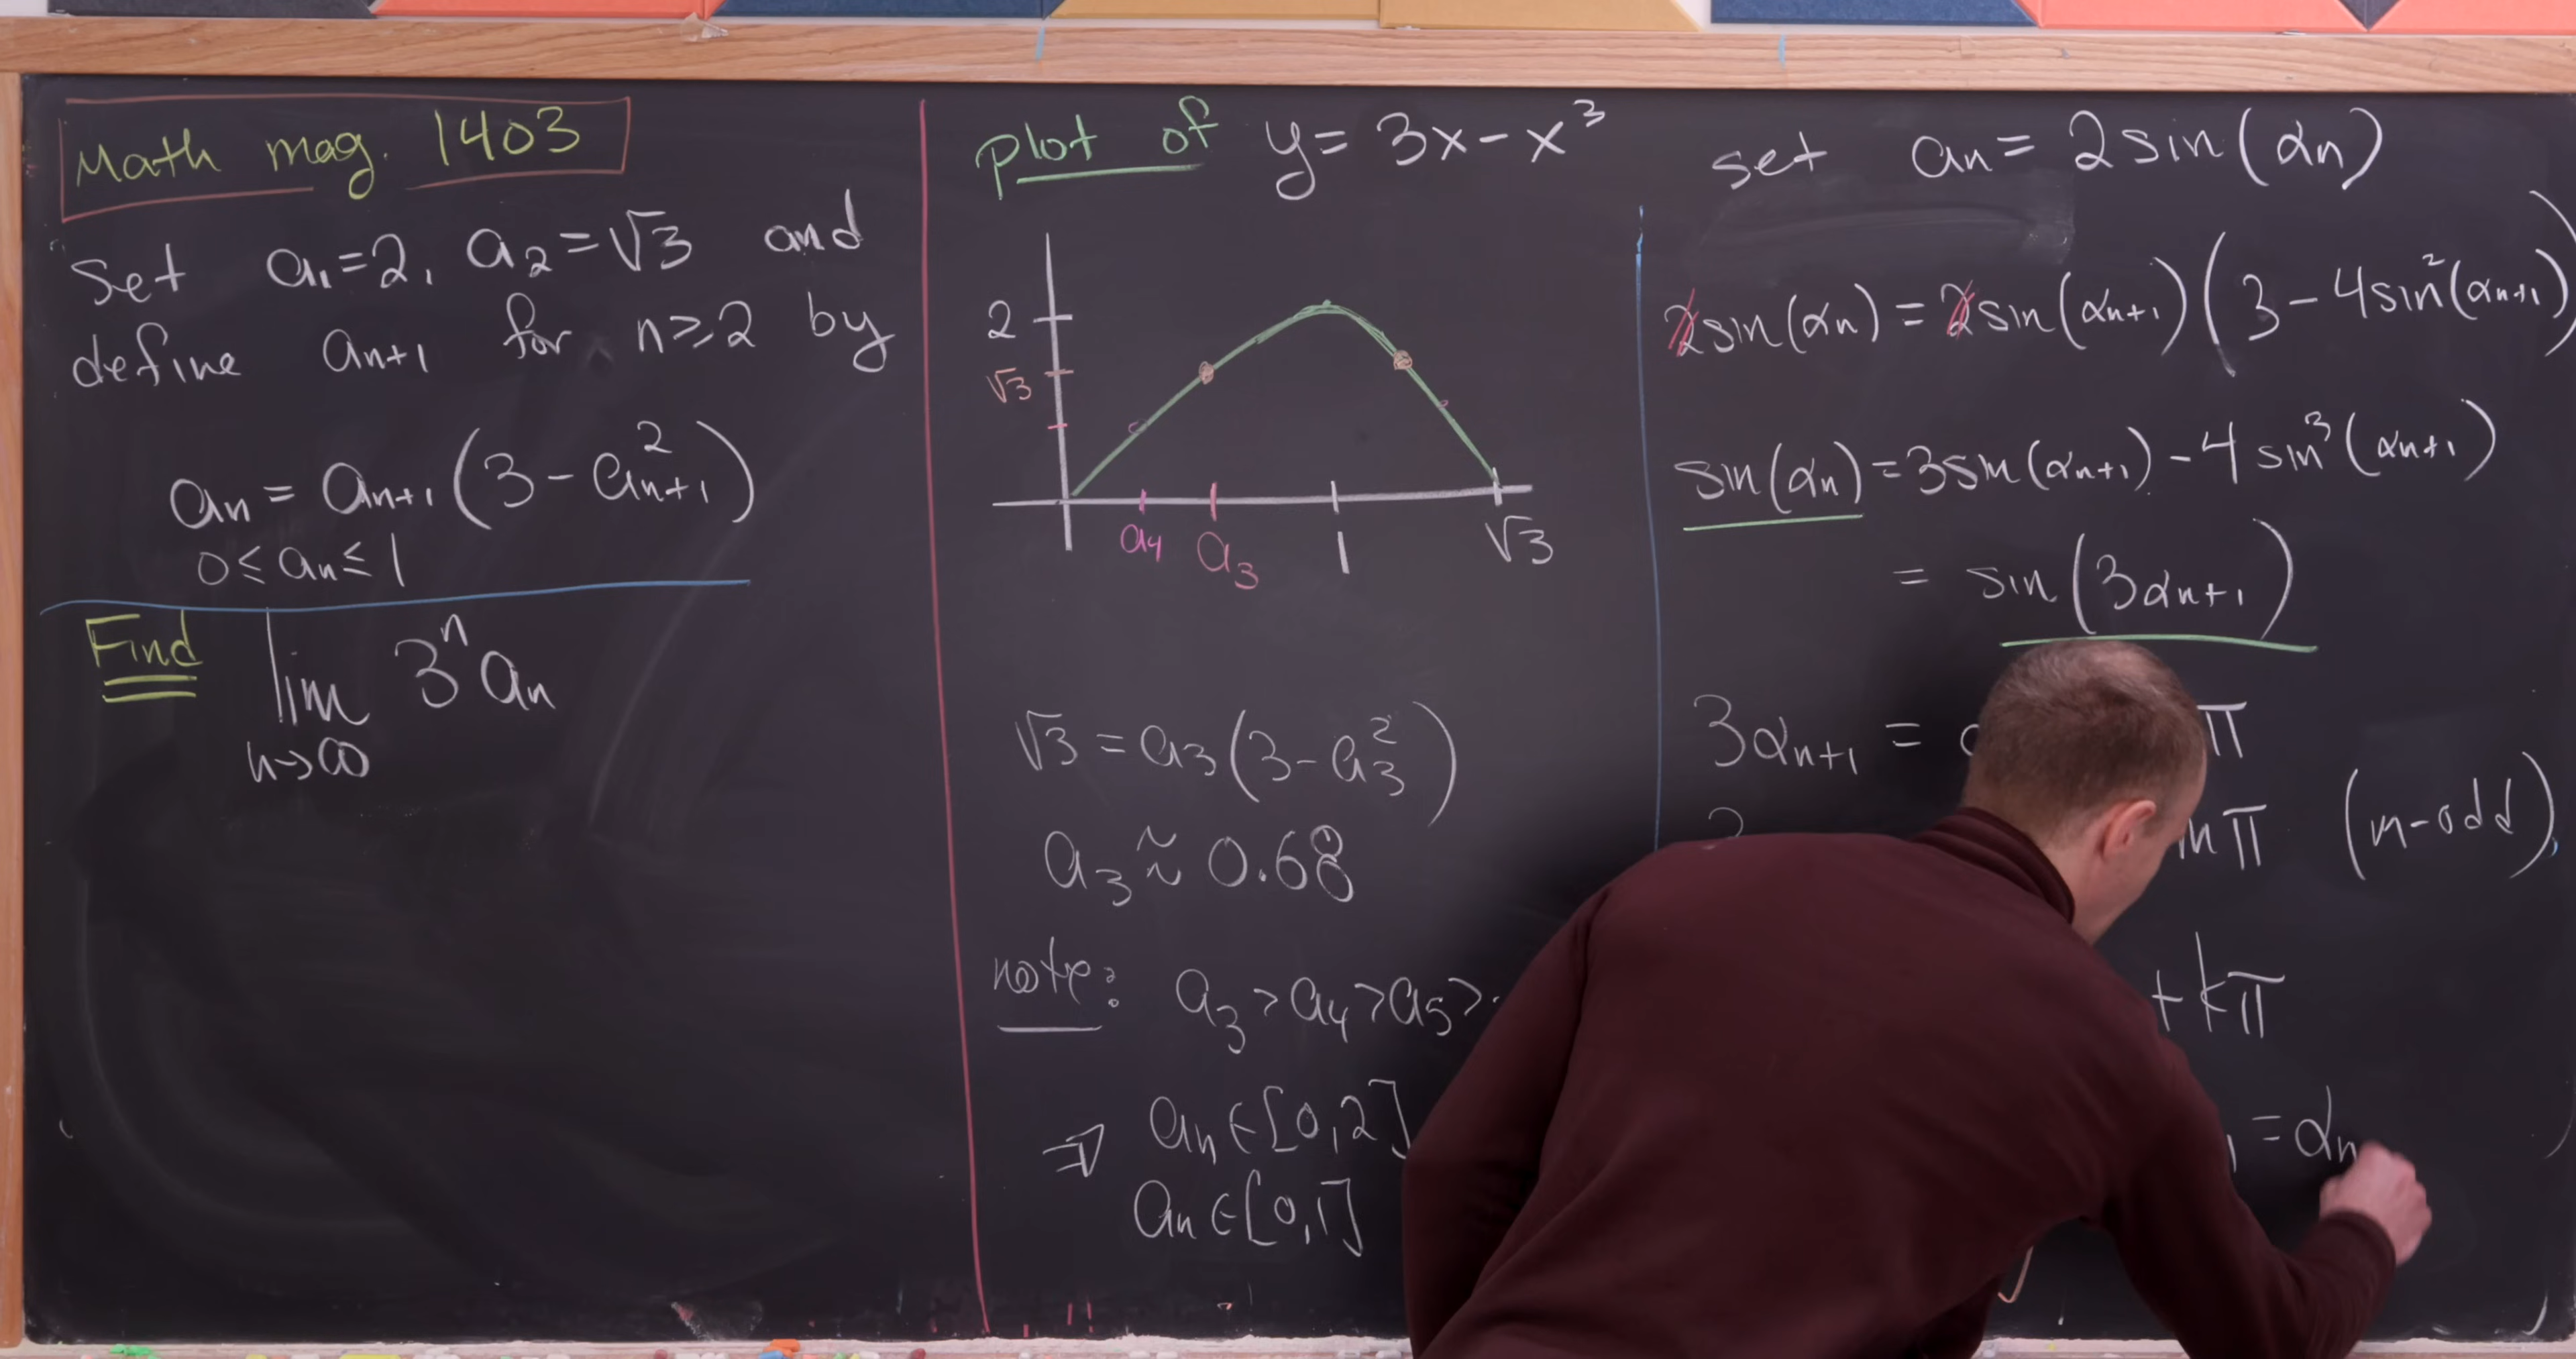 Math mag. 1403
Set a₁=2, a₂=√3 and
define aₙ₊₁ for n≥2 by
aₙ = aₙ₊₁(3-a²ₙ₊₁)
0≤aₙ≤1
Find lim 3ⁿaₙ
n→∞
plot of y= 3x-x³
2
√3
a₄ a₃ 1 √3
√3=a₃(3-a₃²)
a₃≈0.68
note: a₃>a₄>a₅>
⇒ aₙ∈[0,2]
aₙ∈[0,1]
set aₙ= 2sin(αₙ)
2sin(αₙ)=2sin(αₙ₊₁)(3-4sin²(αₙ₊₁))
sin(αₙ)=3sin(αₙ₊₁)-4sin³(αₙ₊₁)
= sin(3αₙ₊₁)
3αₙ₊₁ = π
mπ (m-odd)
+kπ
=αₙ